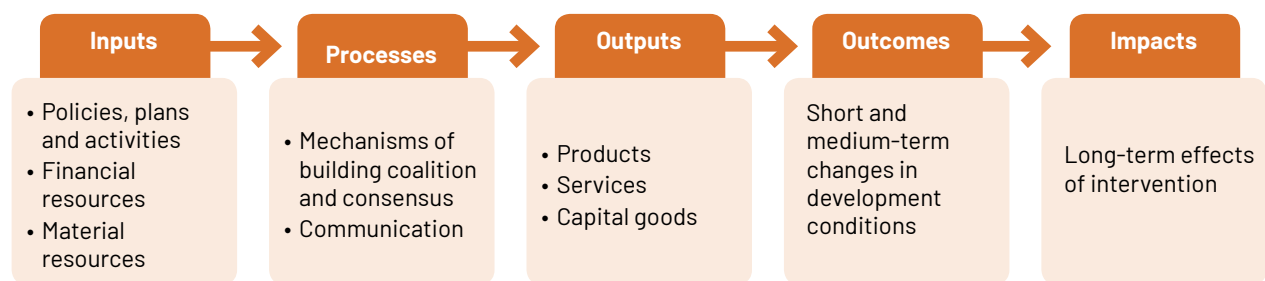 Inputs
• Policies, plans
and activities
• Financial
resources
• Material
resources
Processes
• Mechanisms of
building coalition
and consensus
• Communication
Outputs
• Products
• Services
• Capital goods
Outcomes
Short and
medium-term
changes in
development
conditions
Impacts
Long-term effects
of intervention